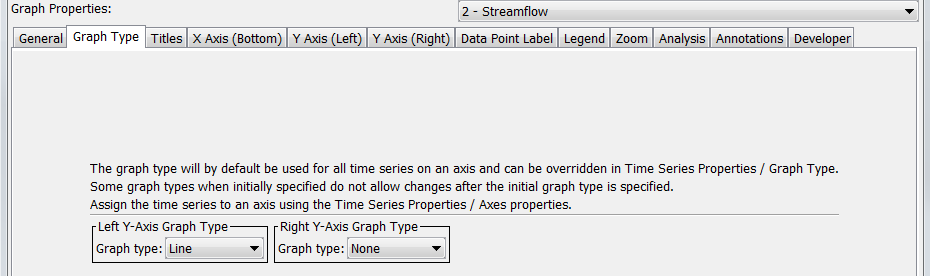 Graph Properties: 2 - Streamflow
General Graph Type Titles X Axis (Bottom) Y Axis (Left) Y Axis (Right) Data Point Label Legend Zoom Analysis Annotations Developer
The graph type will by default be used for all time series on an axis and can be overridden in Time Series Properties / Graph Type.
Some graph types when initially specified do not allow changes after the initial graph type is specified.
Assign the time series to an axis using the Time Series Properties / Axes properties.
Left Y-Axis Graph Type Right Y-Axis Graph Type
Graph type: Line Graph type: None